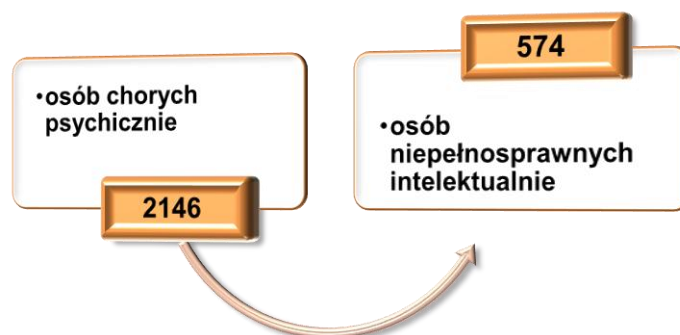 •osób chorych
psychicznie
2146
574
•osób
niepełnosprawnych
intelektualnie